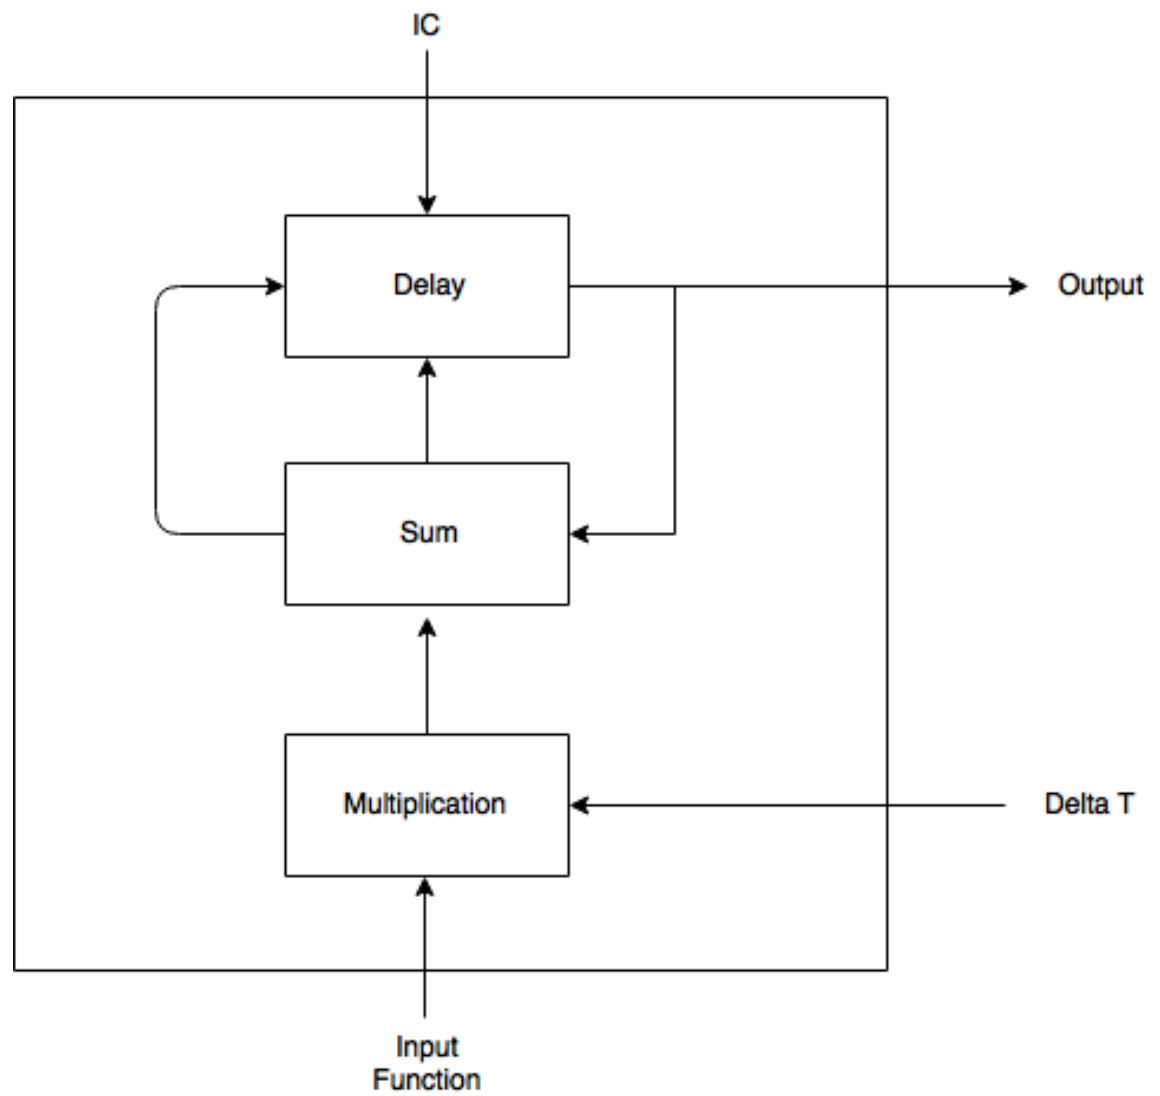 IC
Delay
Output
Sum
Multiplication
Delta T
Input
Function